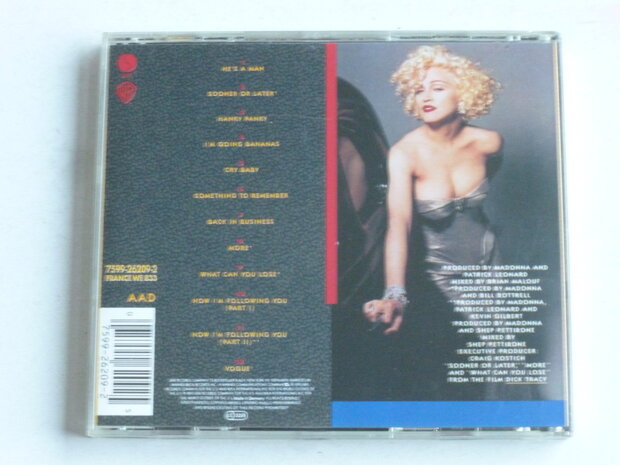 HE'S A MAN
SOONER OR LATER*
HANKY PANKY
I'M GOING BANANAS
CRY BABY
SOMETHING TO REMEMBER
BACK IN BUSINESS
MORE*
WHAT CAN YOU LOSE*
NOW I'M FOLLOWING YOU
(PART I)
NOW I'M FOLLOWING YOU
(PART II)**
VOGUE
7599-26209-2
FRANCE WE 833
AAD
7599-26209-2
PRODUCED BY MADONNA AND
PATRICK LEONARD
MIXED BY BRIAN MALOUF
*PRODUCED BY MADONNA
AND BILL BOTTRELL
**PRODUCED BY MADONNA,
PATRICK LEONARD AND
KEVIN GILBERT
PRODUCED BY MADONNA
AND SHEP PETTIBONE
MIXED BY
SHEP PETTIBONE
EXECUTIVE PRODUCER:
CRAIG KOSTICH
"SOONER OR LATER," "MORE"
AND "WHAT CAN YOU LOSE"
FROM THE FILM DICK TRACY